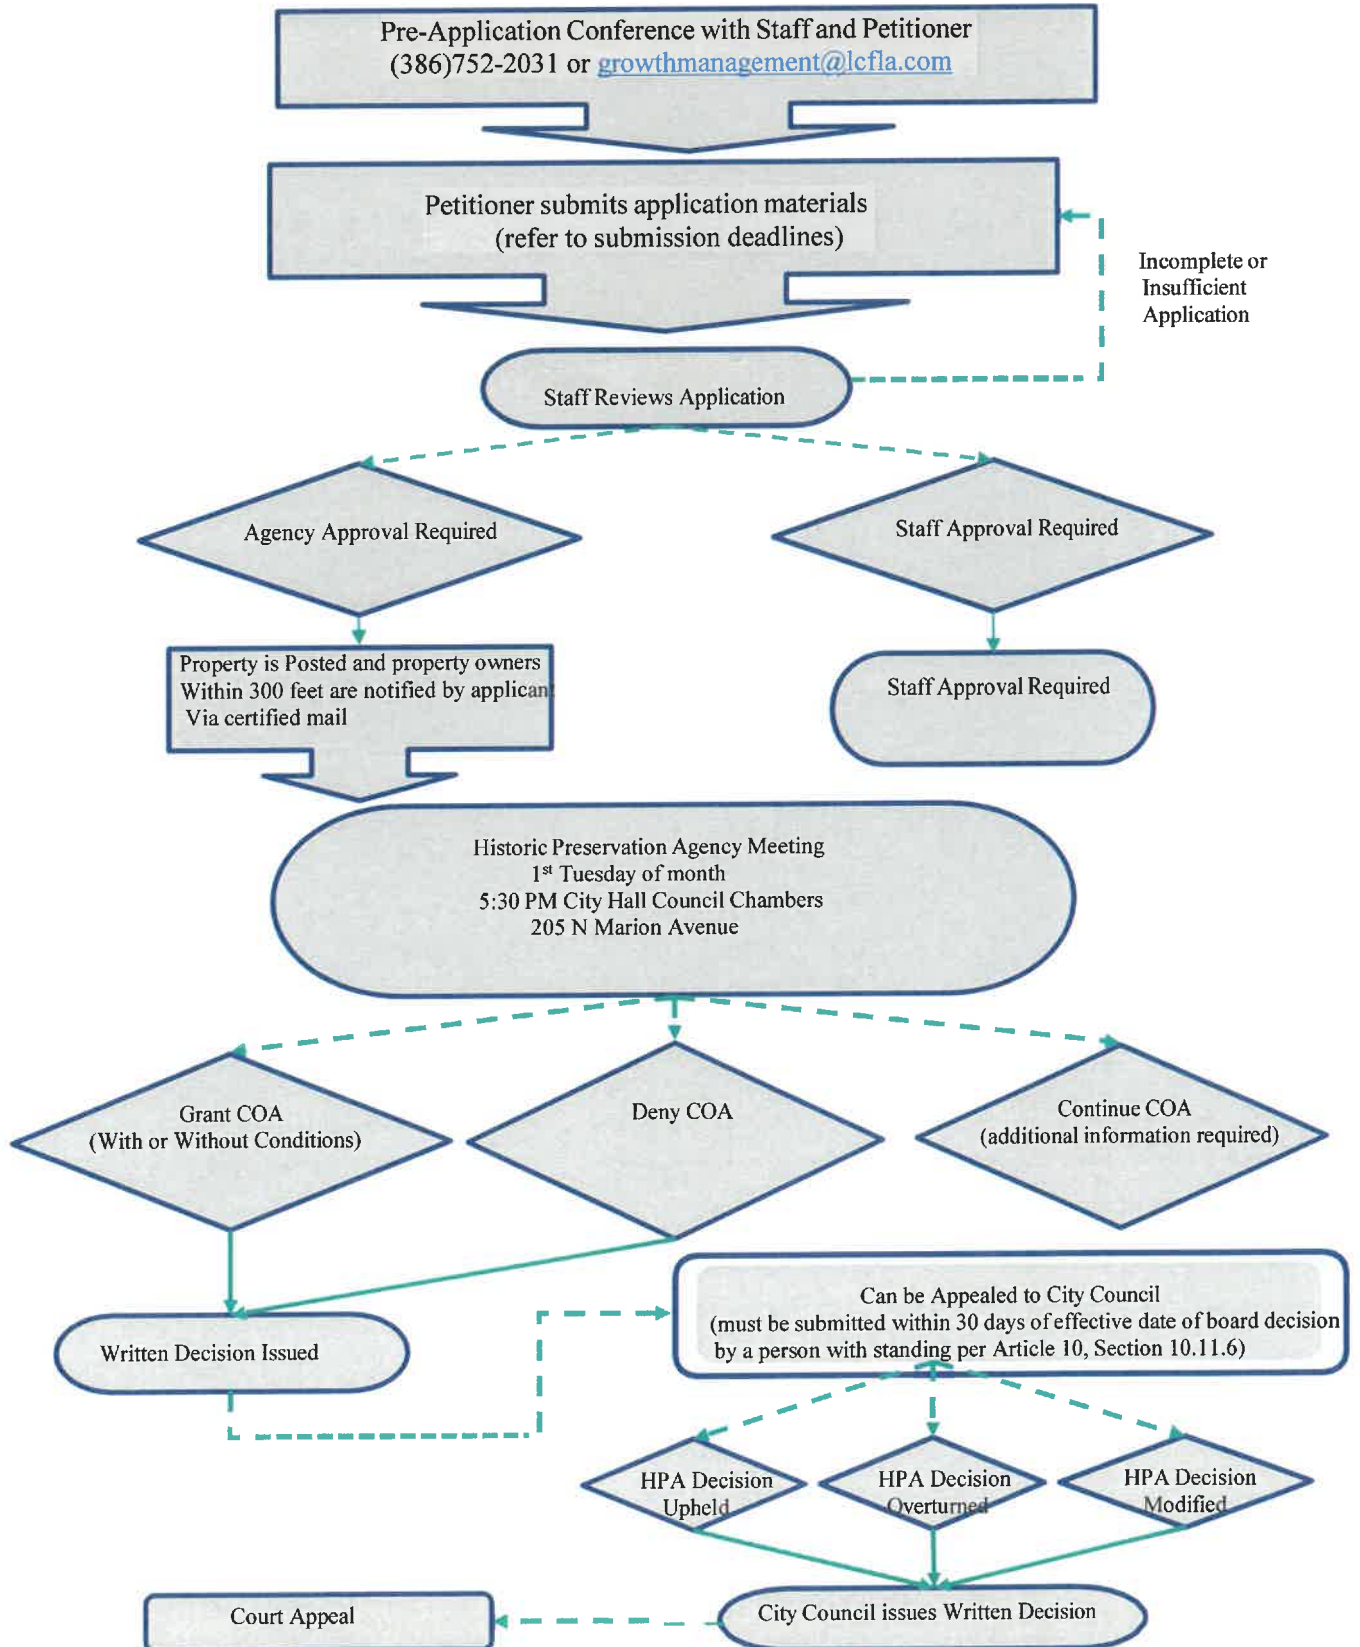 Pre-Application Conference with Staff and Petitioner
(386)752-2031 or growthmanagement@lcfla.com
Petitioner submits application materials
(refer to submission deadlines)
Incomplete or
Insufficient
Application
Staff Reviews Application
Agency Approval Required
Staff Approval Required
Property is Posted and property owners
Within 300 feet are notified by applicant
Via certified mail
Staff Approval Required
Historic Preservation Agency Meeting
1st Tuesday of month
5:30 PM City Hall Council Chambers
205 N Marion Avenue
Grant COA
(With or Without Conditions)
Deny COA
Continue COA
(additional information required)
Written Decision Issued
Can be Appealed to City Council
(must be submitted within 30 days of effective date of board decision
by a person with standing per Article 10, Section 10.11.6)
HPA Decision
Upheld
HPA Decision
Overturned
HPA Decision
Modified
Court Appeal
City Council issues Written Decision